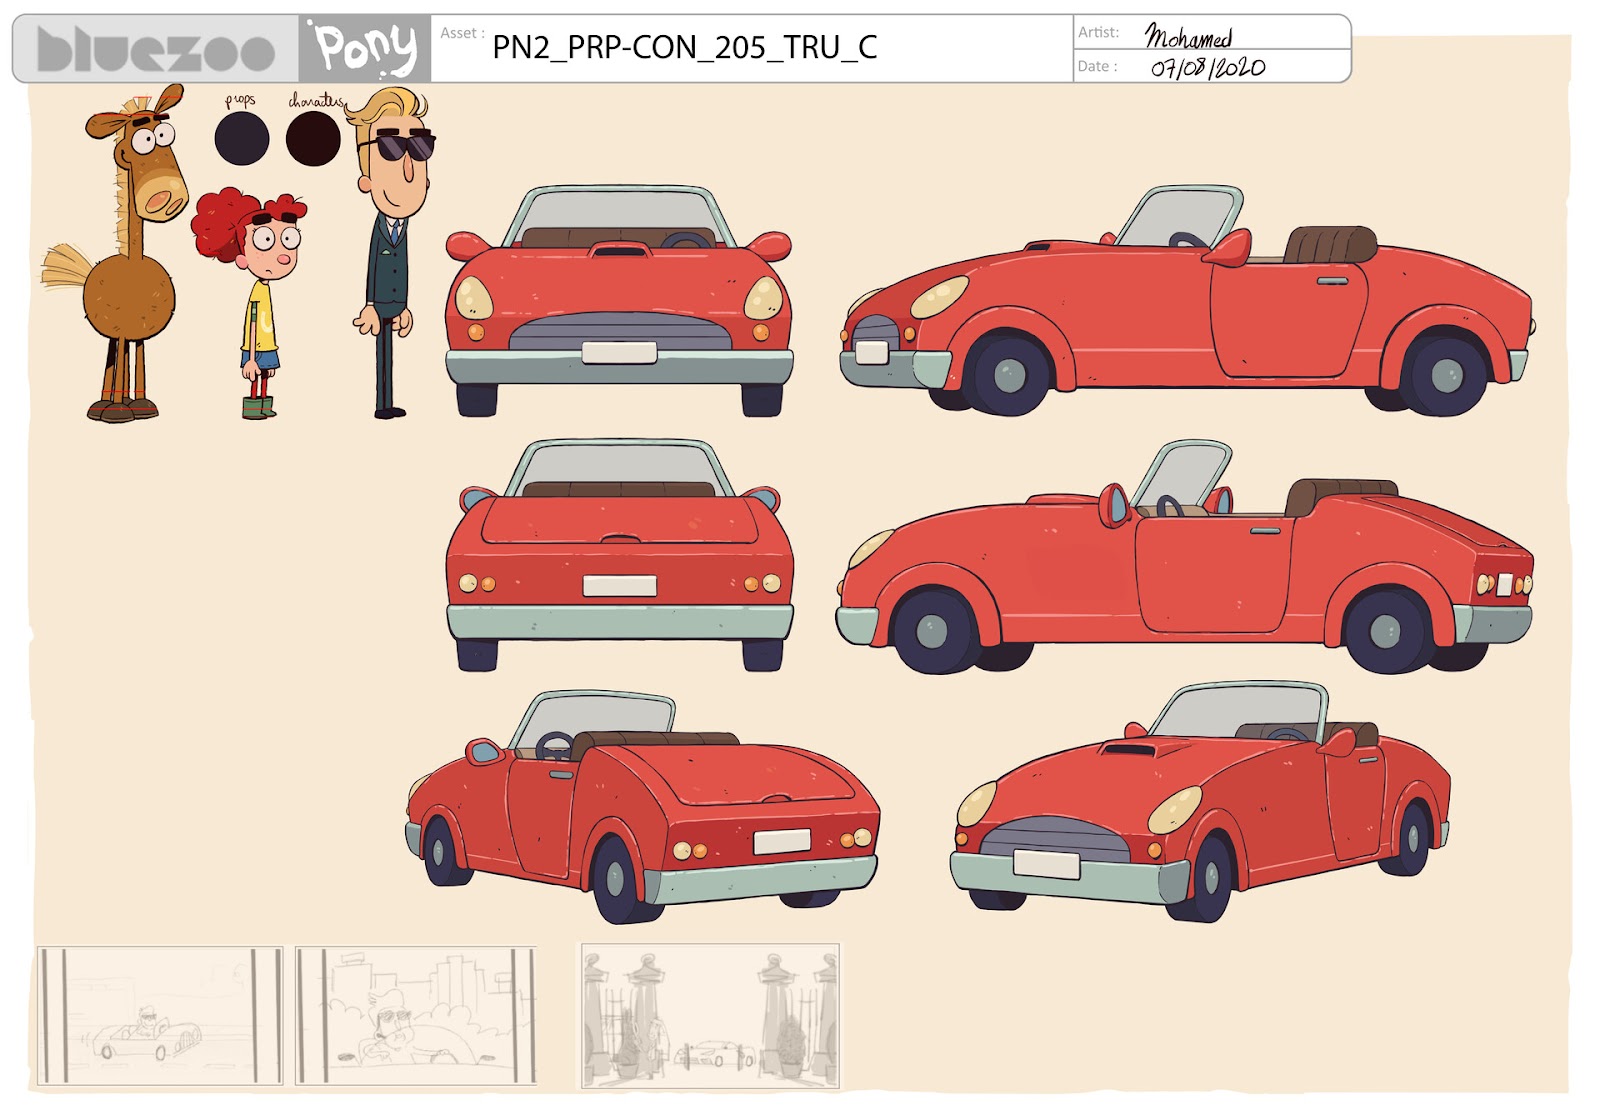 bluezoo
Pony
Asset :
PN2_PRP-CON_205_TRU_C
Artist:
Mohamed
Date :
07/08/2020
props
characters